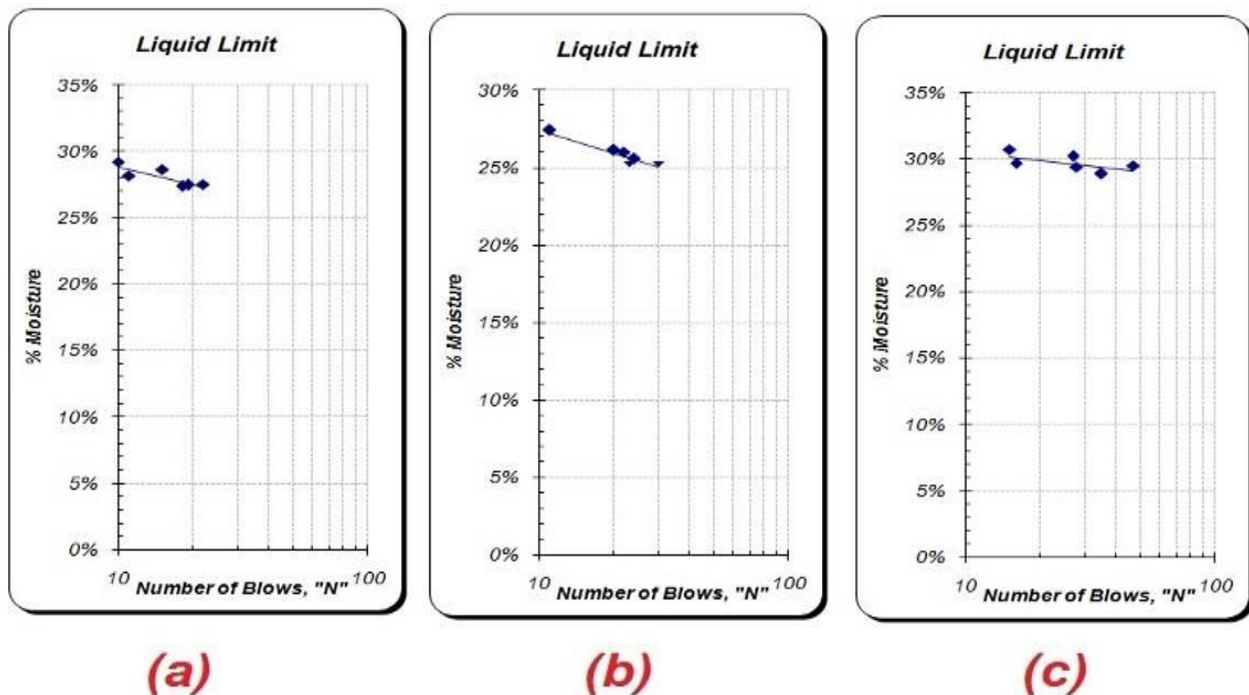 Liquid Limit
35%
30%
25%
20%
15%
10%
5%
0%
% Moisture
10
100
Number of Blows, "N"
(a)
Liquid Limit
30%
25%
20%
15%
10%
5%
0%
% Moisture
10
100
Number of Blows, "N"
(b)
Liquid Limit
35%
30%
25%
20%
15%
10%
5%
0%
% Moisture
10
100
Number of Blows, "N"
(c)